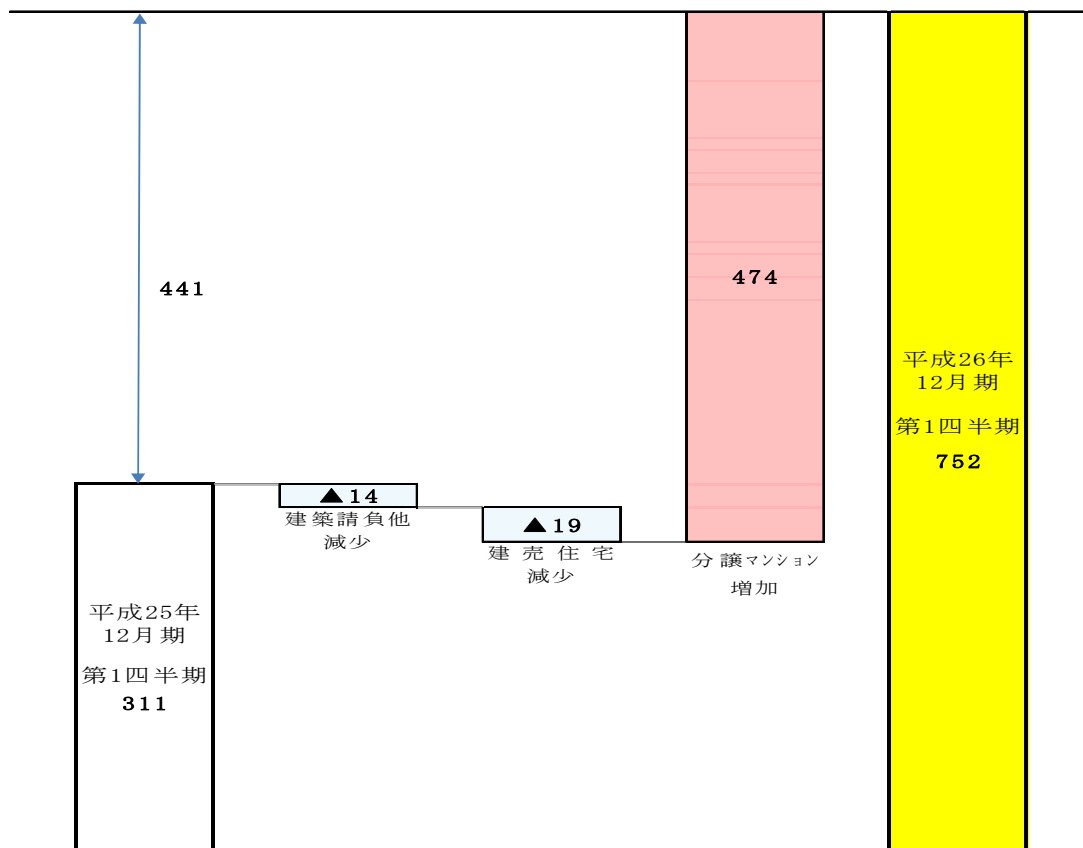 441
平成25年
12月期
第1四半期
311
▲14
建築請負他
減少
▲19
建売住宅
減少
474
分譲マンション
増加
平成26年
12月期
第1四半期
752